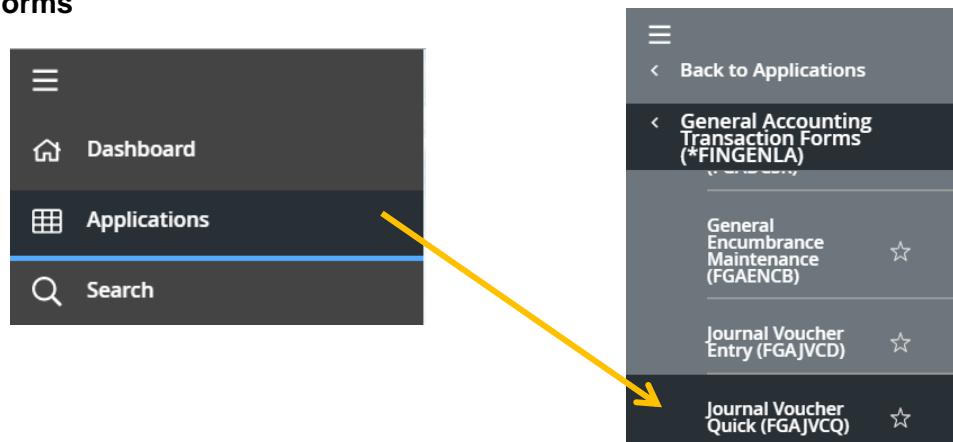 Dashboard
Applications
Search
Back to Applications
General Accounting
Transaction Forms
(*FINGENLA)
General
Encumbrance
Maintenance
(FGAENCB)
Journal Voucher
Entry (FGAJVCD)
Journal Voucher
Quick (FGAJVCQ)